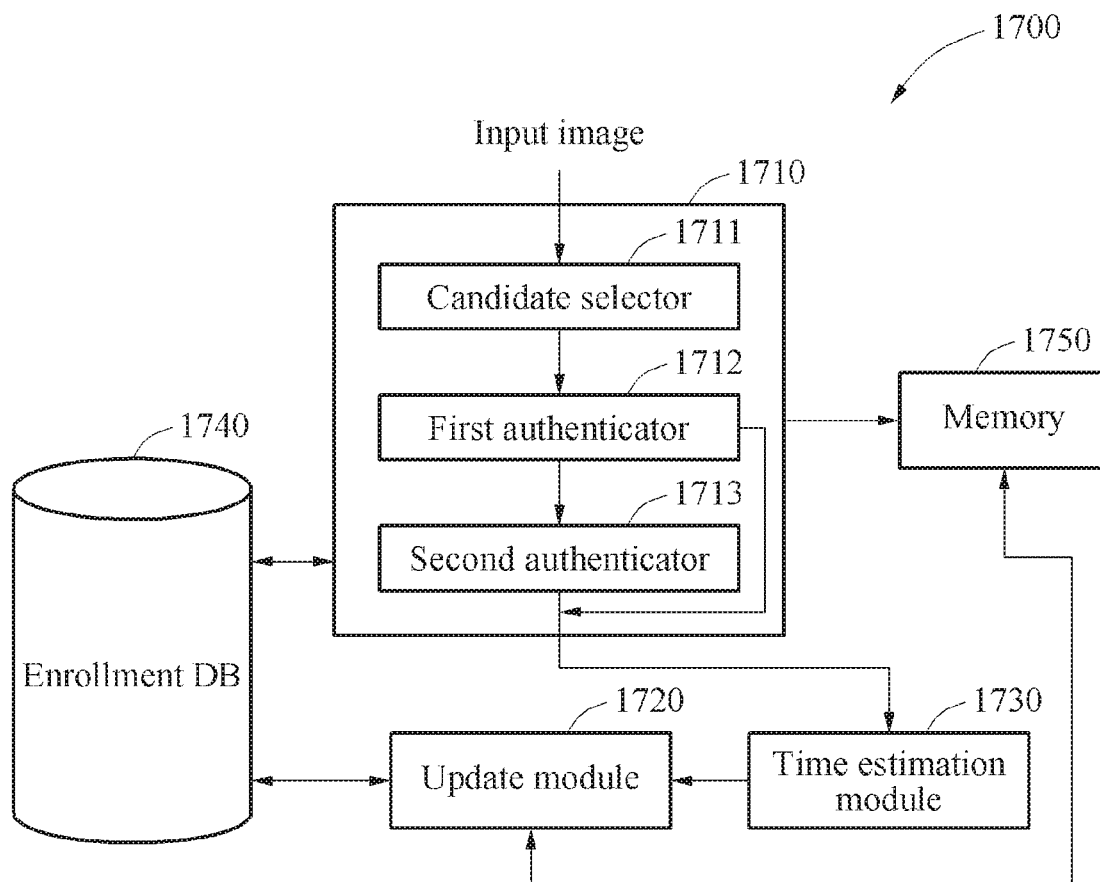 1700
Input image
1710
1711
Candidate selector
1712
First authenticator
1713
Second authenticator
1750
Memory
1740
Enrollment DB
1720
Update module
1730
Time estimation
module